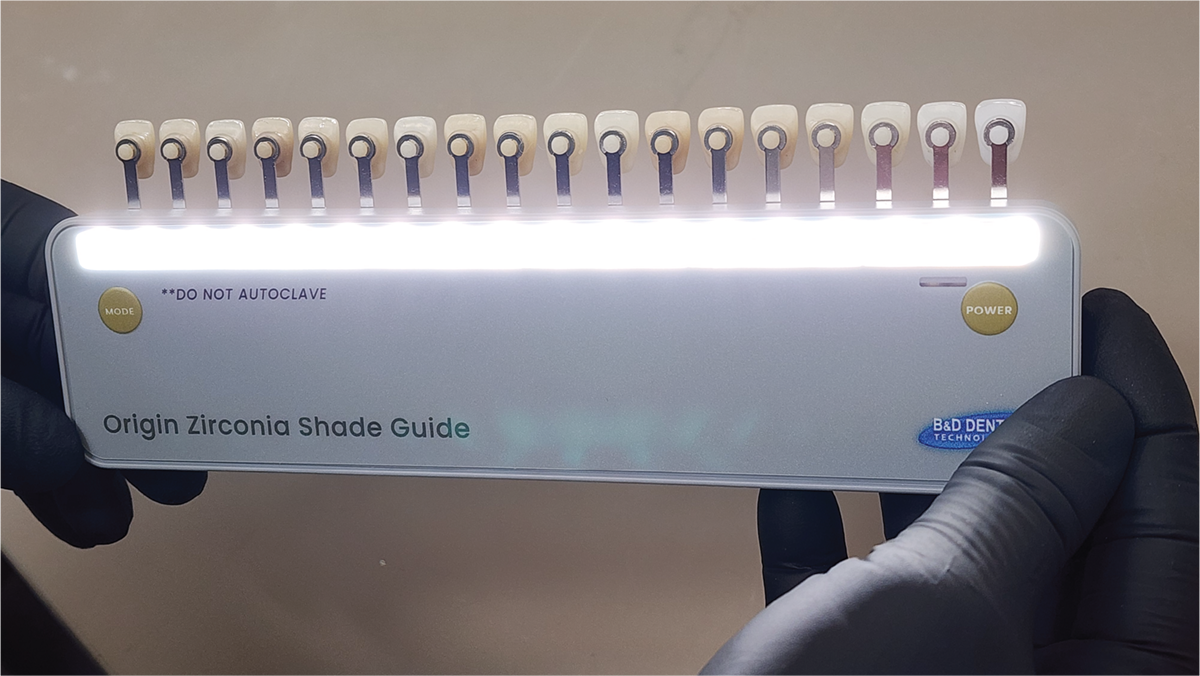 **DO NOT AUTOCLAVE
MODE
POWER
Origin Zirconia Shade Guide
B&D